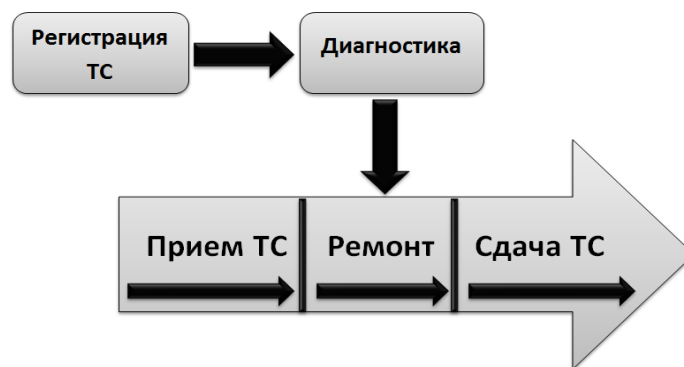 Регистрация
ТС
Диагностика
Прием ТС
Ремонт
Сдача ТС